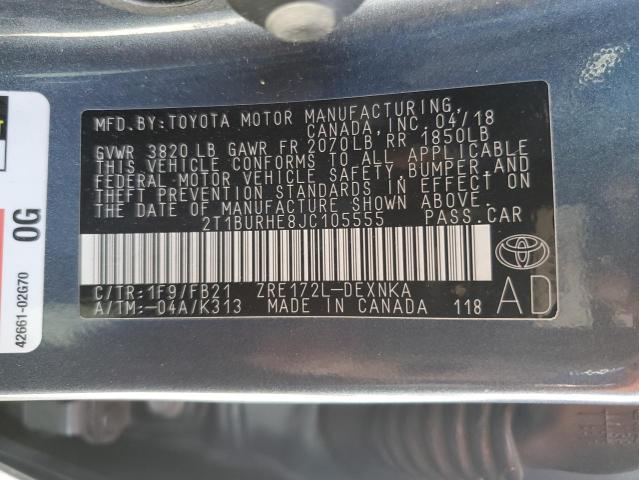 MFD.BY:TOYOTA MOTOR MANUFACTURING,
CANADA, INC. 04/18
GVWR 3820 LB GAWR FR 2070LB RR 1850LB
THIS VEHICLE CONFORMS TO ALL APPLICABLE
FEDERAL MOTOR VEHICLE SAFETY, BUMPER, AND
THEFT PREVENTION STANDARDS IN EFFECT ON
THE DATE OF MANUFACTURE SHOWN ABOVE.
2T1BURHE8JC105555 PASS.CAR
C/TR:1F9/FB21 ZRE172L-DEXNKA
A/TM:-04A/K313 MADE IN CANADA 118
AD
0G
42661-02G70